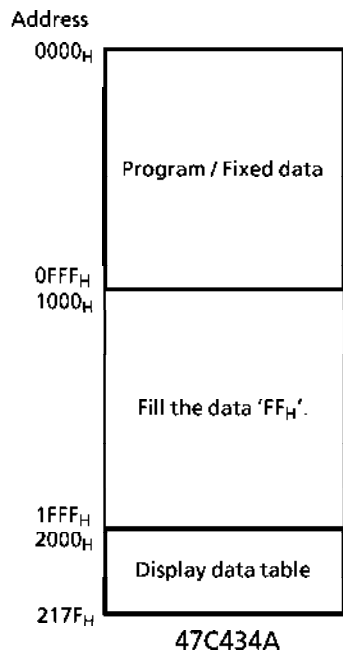 Address
0000H
Program / Fixed data
0FFFH
1000H
Fill the data ‘FFH’.
1FFFH
2000H
Display data table
217FH
47C434A